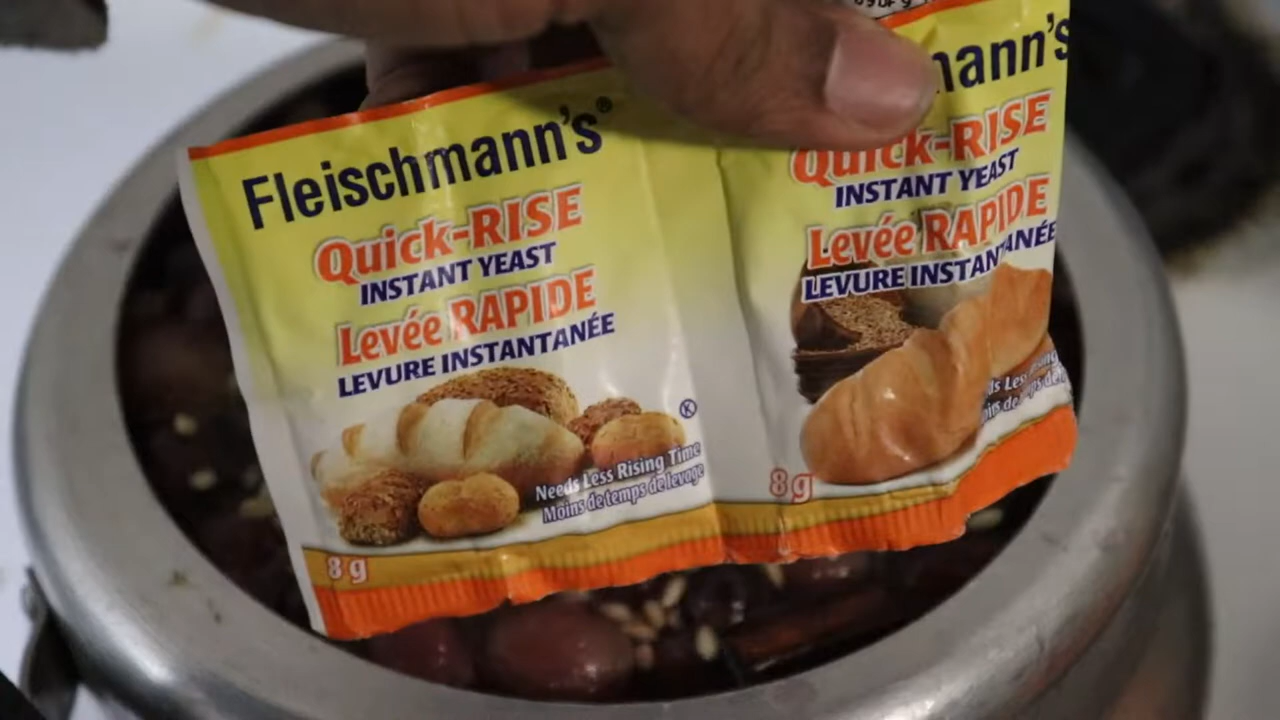 Fleischmann's®
Quick-RISE
INSTANT YEAST
Levée RAPIDE
LEVURE INSTANTANÉE
K
Needs Less Rising Time
Moins de temps de levage
8 g
mann's
Quick-RISE
INSTANT YEAST
Levée RAPIDE
LEVURE INSTANTANÉE
Less
8 g